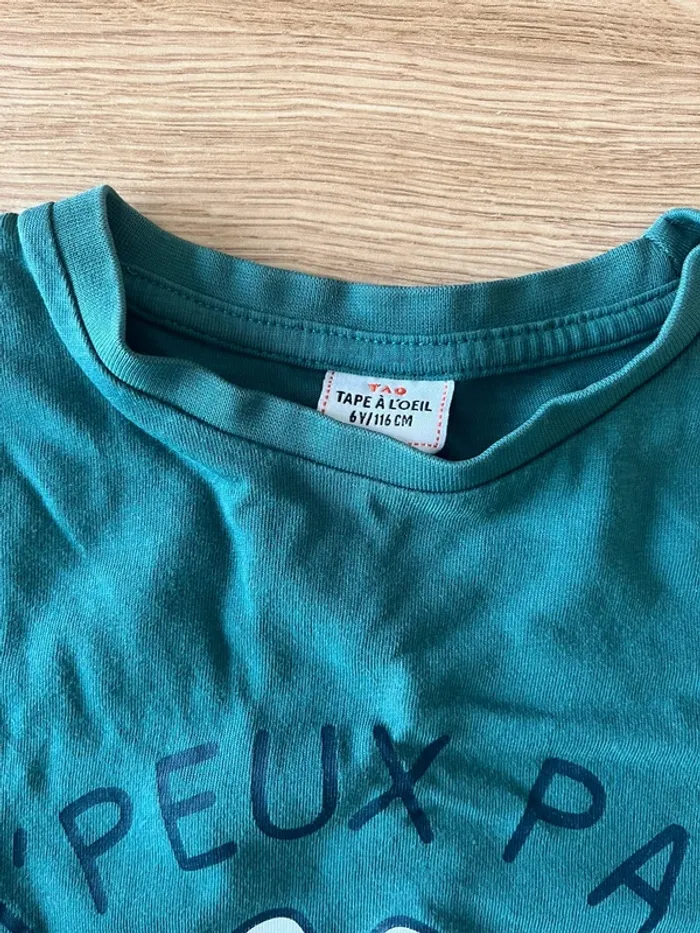 TAO
TAPE À L'OEIL
6Y/116 CM
'PEUX PA